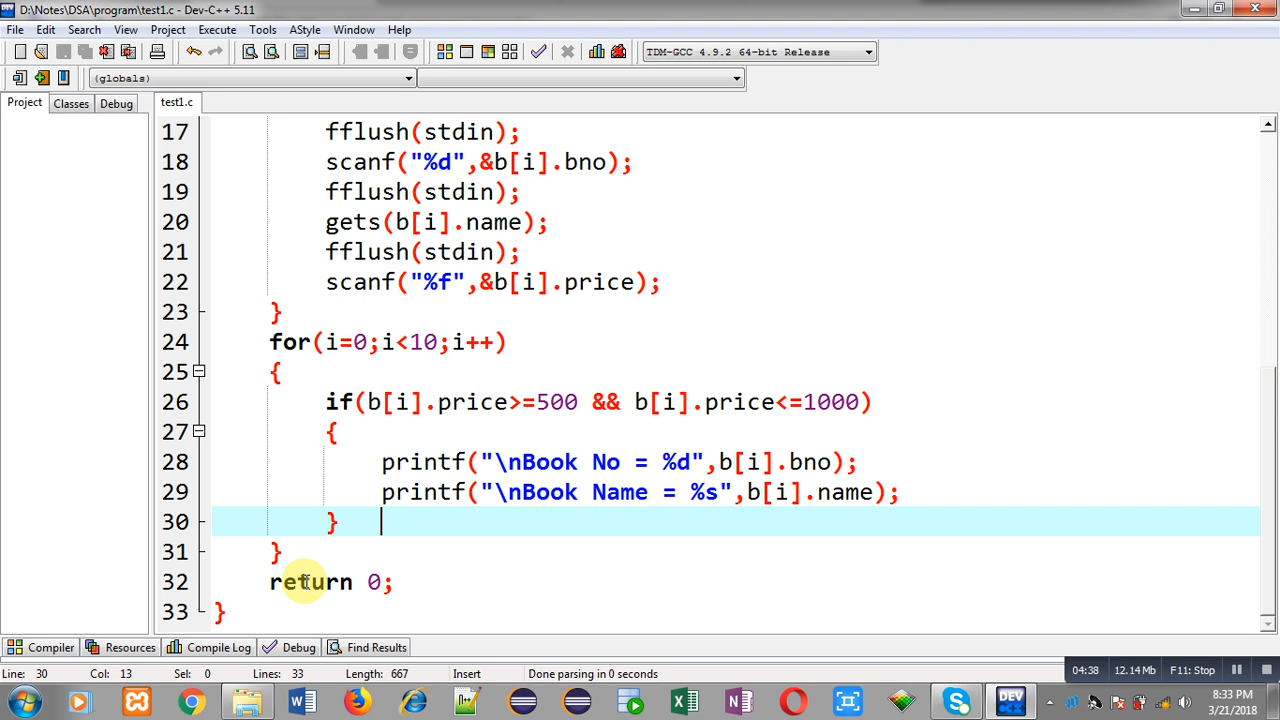 D:\Notes\DSA\program\test1.c - Dev-C++ 5.11
File Edit Search View Project Execute Tools AStyle Window Help
TDM-GCC 4.9.2 64-bit Release
(globals)
Project Classes Debug test1.c
17 fflush(stdin);
18 scanf("%d",&b[i].bno);
19 fflush(stdin);
20 gets(b[i].name);
21 fflush(stdin);
22 scanf("%f",&b[i].price);
23 }
24 for(i=0;i<10;i++)
25 {
26 if(b[i].price>=500 && b[i].price<=1000)
27 {
28 printf("\nBook No = %d",b[i].bno);
29 printf("\nBook Name = %s",b[i].name);
30 }
31 }
32 return 0;
33 }
Compiler Resources Compile Log Debug Find Results
Line: 30 Col: 13 Sel: 0 Lines: 33 Length: 667 Insert Done parsing in 0 seconds
04:38 12.14 Mb F11: Stop
DEV
8:33 PM
3/21/2018